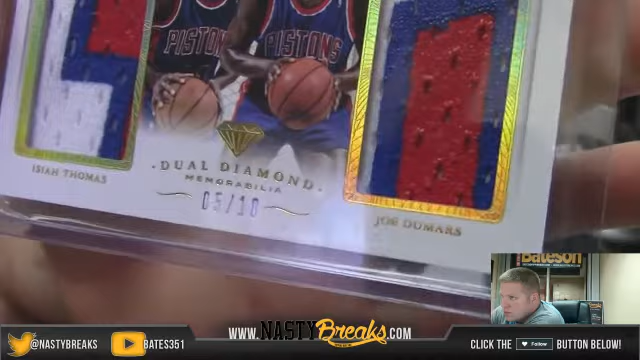 PISTONS PISTONS
.DUAL DIAMOND.
MEMORABILIA
05/10
ISIAH THOMAS
JOE DUMARS
Bateson
@NASTYBREAKS
BATES351
WWW.NASTYBreaks.COM
CLICK THE Follow BUTTON BELOW!